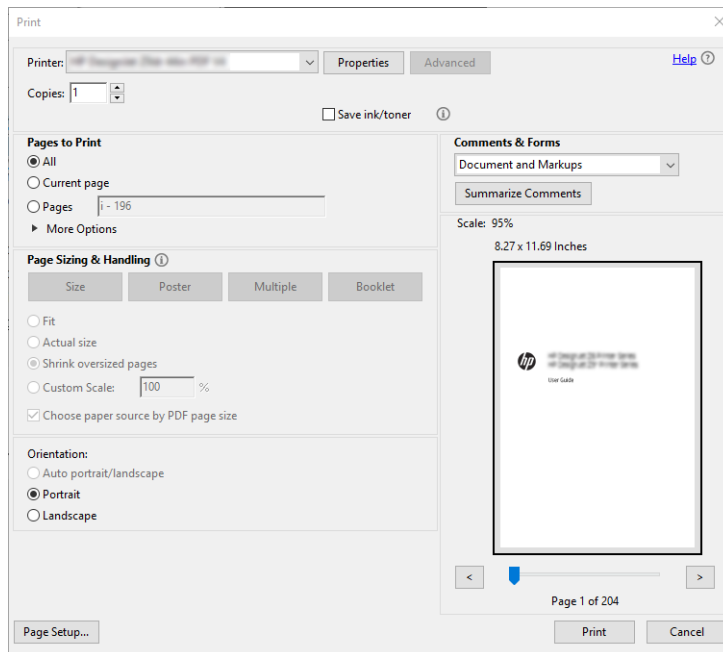 Print
Printer:
Properties
Advanced
Help
Copies: 1
Save ink/toner
Pages to Print
All
Current page
Pages i - 196
More Options
Comments & Forms
Document and Markups
Summarize Comments
Scale: 95%
8.27 x 11.69 Inches
Page Sizing & Handling
Size
Poster
Multiple
Booklet
Fit
Actual size
Shrink oversized pages
Custom Scale: 100 %
Choose paper source by PDF page size
hp
User Guide
Orientation:
Auto portrait/landscape
Portrait
Landscape
<
>
Page 1 of 204
Page Setup...
Print
Cancel